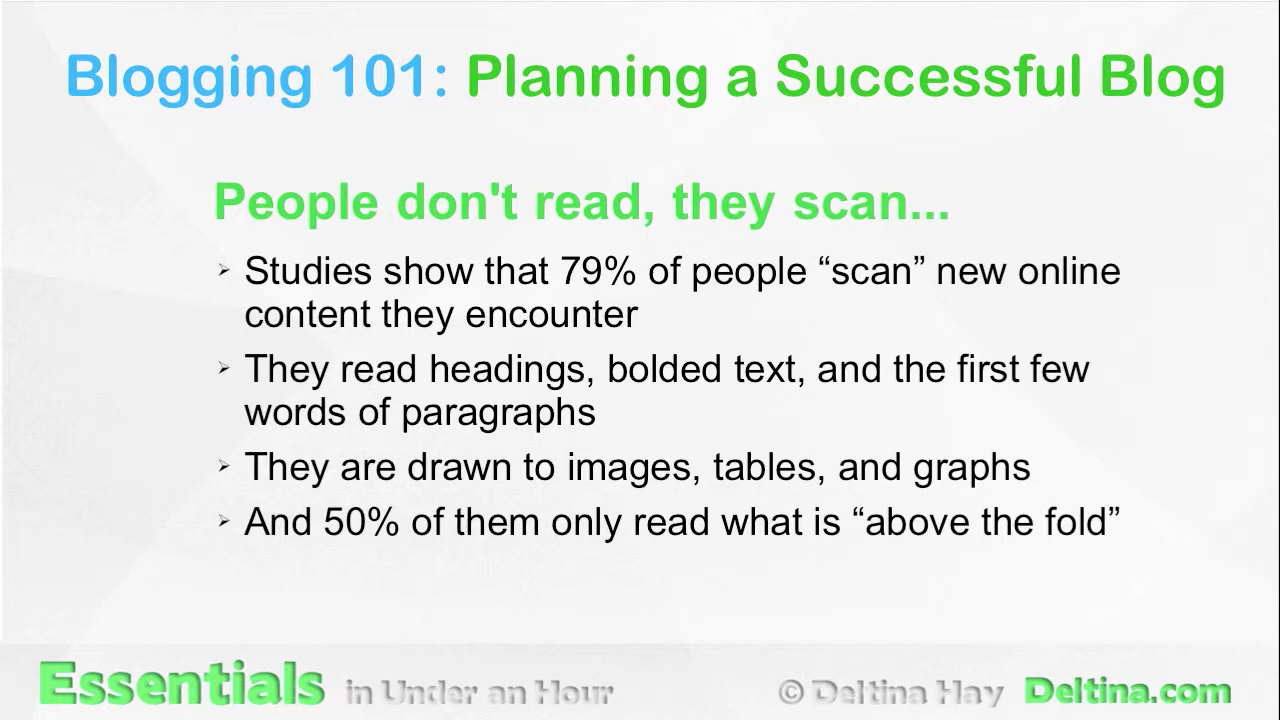 Blogging 101: Planning a Successful Blog
People don't read, they scan...
➢ Studies show that 79% of people “scan” new online
content they encounter
➢ They read headings, bolded text, and the first few
words of paragraphs
➢ They are drawn to images, tables, and graphs
➢ And 50% of them only read what is “above the fold”
Essentials in Under an Hour © Deltina Hay Deltina.com